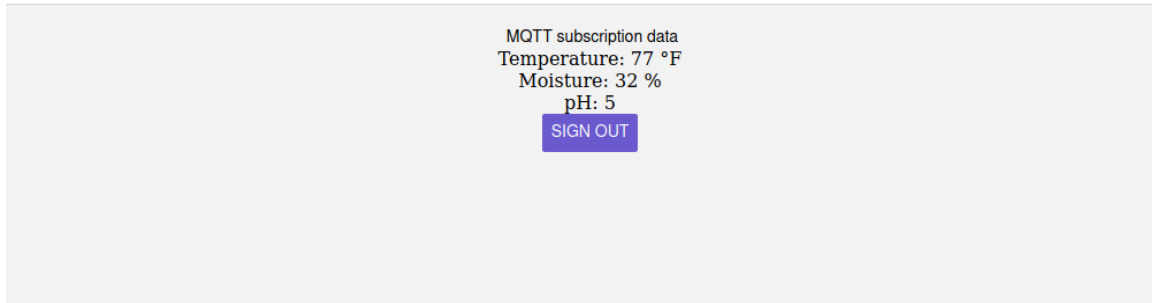 MQTT subscription data
Temperature: 77 °F
Moisture: 32 %
pH: 5
SIGN OUT